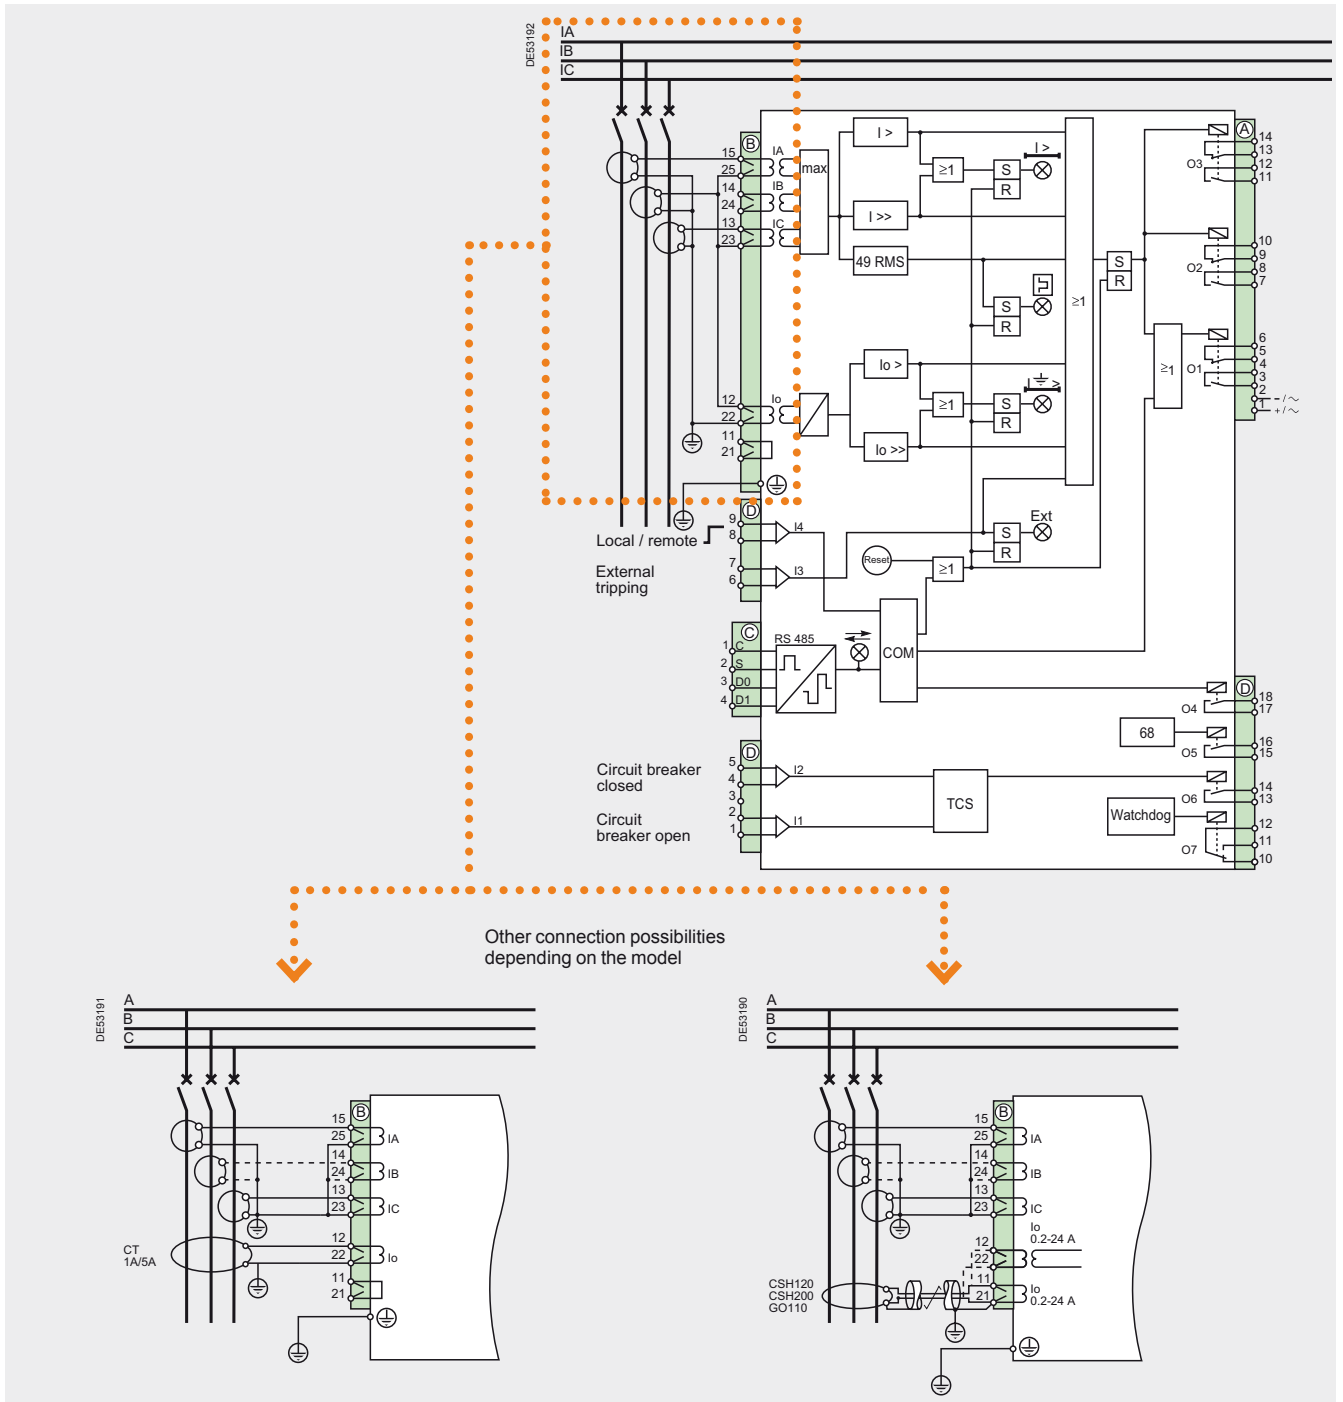 DE53192
IA
IB
IC
B
15
25
14
24
13
23
12
22
11
21
IA
IB
IC
Io
max
I >
I >>
49 RMS
Io >
Io >>
≥1
S
R
I >
S
R
≥1
S
R
I >
≥1
S
R
≥1
A
14
13
12
11
O3
10
9
8
7
O2
6
5
4
3
2
1
O1
- / ~
+ / ~
D
9
8
7
6
Local / remote
External
tripping
I4
I3
Reset
≥1
S
R
Ext
C
1 C
2 S
3 D0
4 D1
RS 485
COM
D
5
4
3
2
1
Circuit breaker
closed
Circuit
breaker open
I2
I1
TCS
68
Watchdog
D
18
17
O4
16
15
O5
14
13
O6
12
11
10
O7
Other connection possibilities
depending on the model
DE53191
A
B
C
B
15
25
14
24
13
23
12
22
11
21
IA
IB
IC
Io
CT
1A/5A
DE53190
A
B
C
B
15
25
14
24
13
23
12
22
11
21
IA
IB
IC
Io
0.2-24 A
Io
0.2-24 A
CSH120
CSH200
GO110